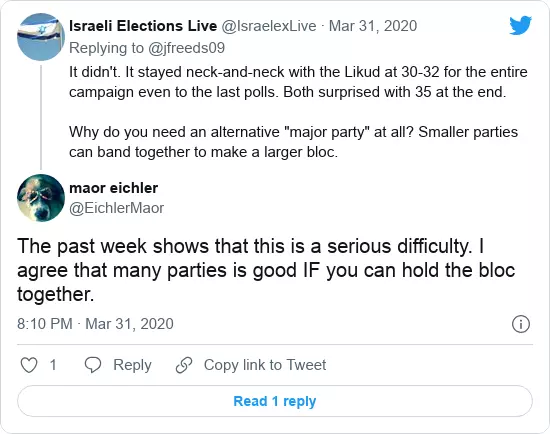 Israeli Elections Live @IsraelexLive · Mar 31, 2020
Replying to @jfreeds09
It didn't. It stayed neck-and-neck with the Likud at 30-32 for the entire
campaign even to the last polls. Both surprised with 35 at the end.
Why do you need an alternative "major party" at all? Smaller parties
can band together to make a larger bloc.
maor eichler
@EichlerMaor
The past week shows that this is a serious difficulty. I
agree that many parties is good IF you can hold the bloc
together.
8:10 PM · Mar 31, 2020
1 Reply Copy link to Tweet
Read 1 reply